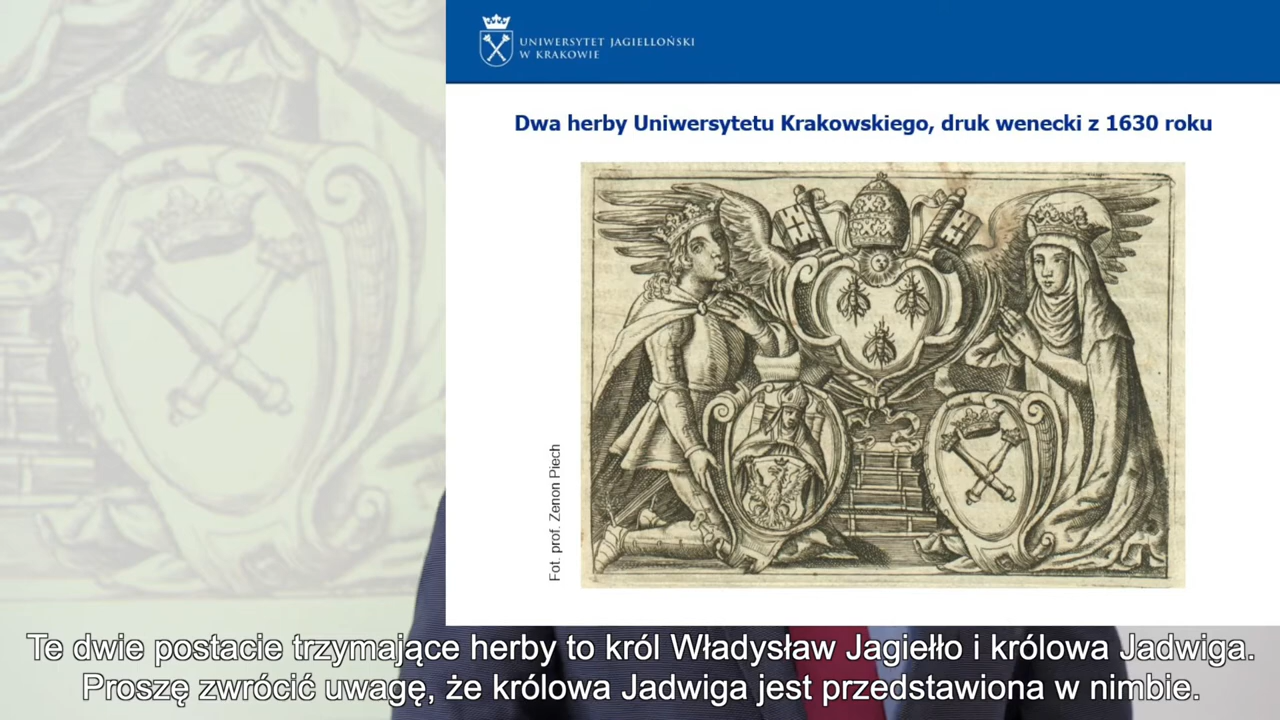 UNIWERSYTET JAGIELLOŃSKI
W KRAKOWIE
Dwa herby Uniwersytetu Krakowskiego, druk wenecki z 1630 roku
Fot. prof. Zenon Piech
Te dwie postacie trzymające herby to król Władysław Jagiełło i królowa Jadwiga.
Proszę zwrócić uwagę, że królowa Jadwiga jest przedstawiona w nimbie.